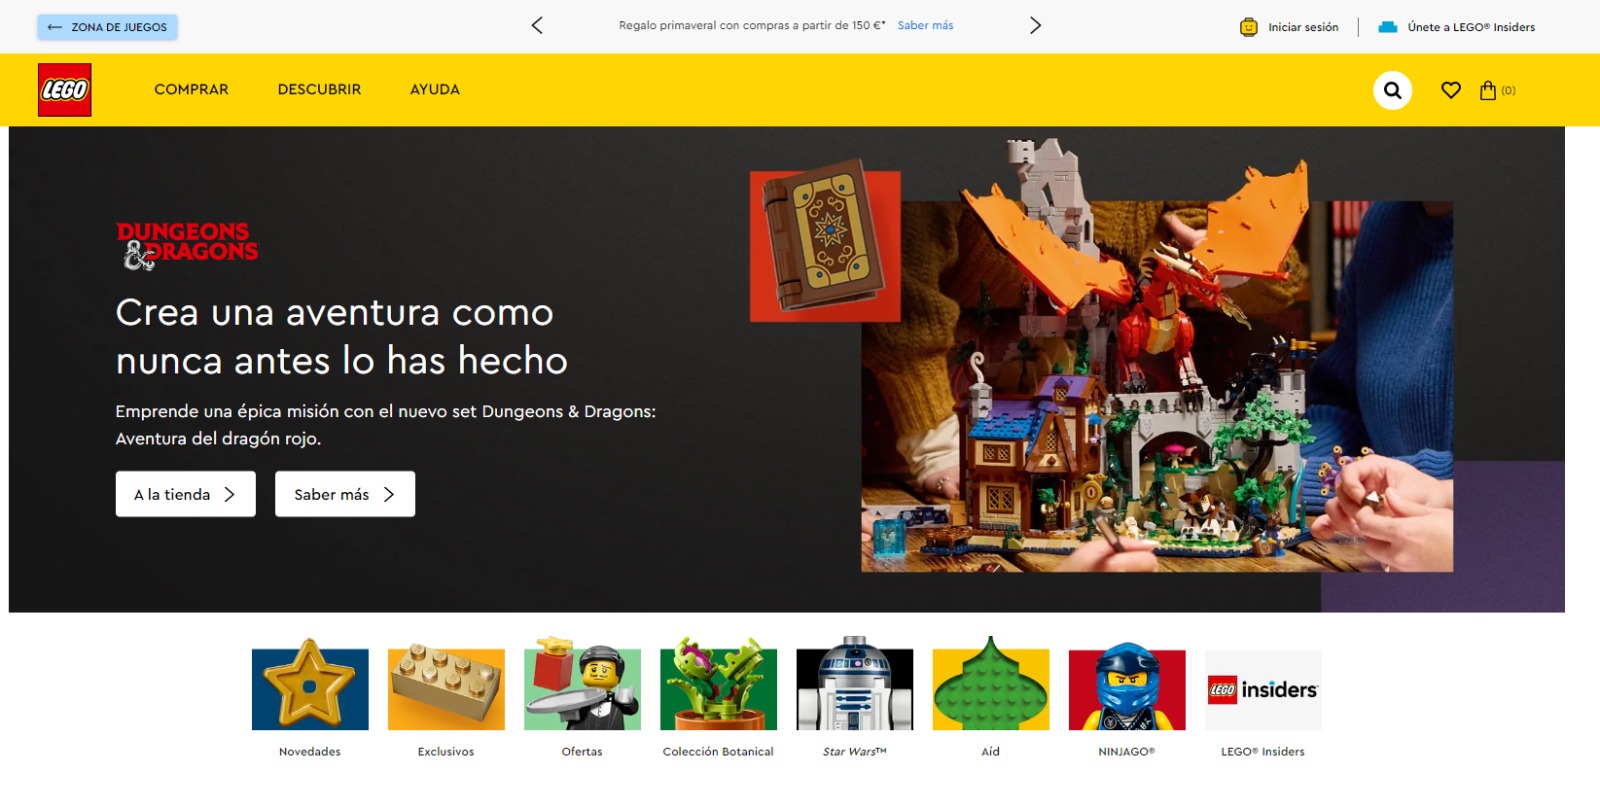 ZONA DE JUEGOS
Regalo primaveral con compras a partir de 150 €* Saber más
Iniciar sesión
Únete a LEGO® Insiders
LEGO
COMPRAR
DESCUBRIR
AYUDA
(0)
DUNGEONS
& DRAGONS
Crea una aventura como
nunca antes lo has hecho
Emprende una épica misión con el nuevo set Dungeons & Dragons:
Aventura del dragón rojo.
A la tienda
Saber más
LEGO insiders
Novedades
Exclusivos
Ofertas
Colección Botanical
Star Wars™
Aíd
NINJAGO®
LEGO® Insiders